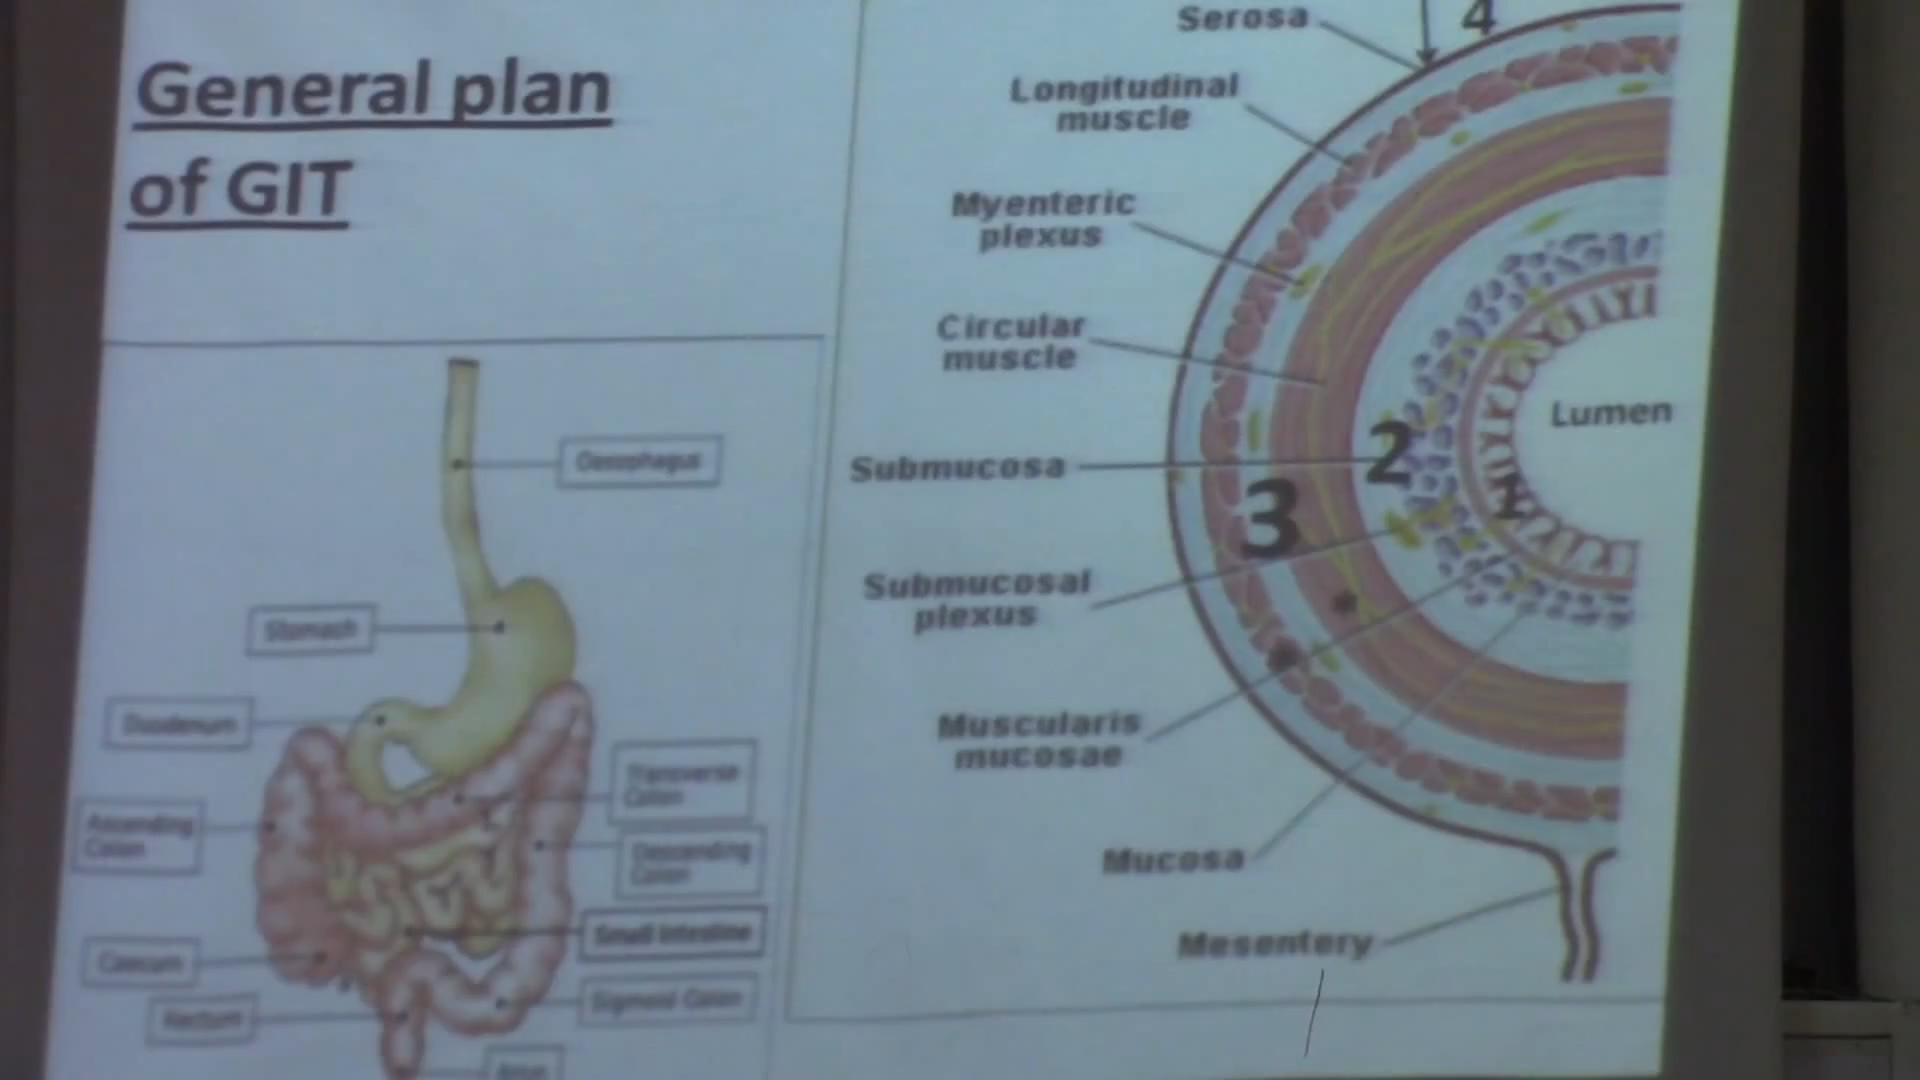 General plan
of GIT
Oesophagus
Stomach
Duodenum
Transverse
Colon
Ascending
Colon
Descending
Colon
Small Intestine
Caecum
Sigmoid Colon
Rectum
Anus
4
Serosa
Longitudinal
muscle
Myenteric
plexus
Circular
muscle
Lumen
2
Submucosa
1
3
Submucosal
plexus
Muscularis
mucosae
Mucosa
Mesentery